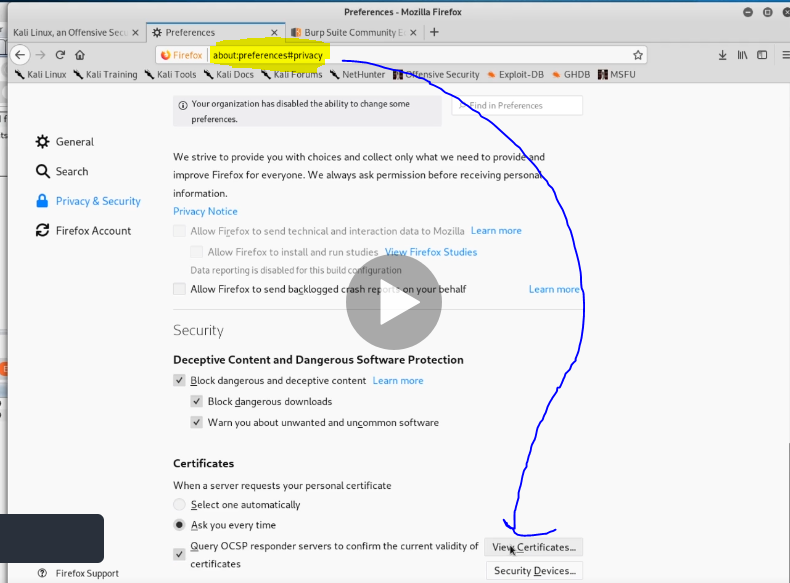 Preferences - Mozilla Firefox
Kali Linux, an Offensive Sec
Preferences
Burp Suite Community E
Firefox
about:preferences#privacy
Kali Linux
Kali Training
Kali Tools
Kali Docs
Kali Forums
NetHunter
Offensive Security
Exploit-DB
GHDB
MSFU
Your organization has disabled the ability to change some
preferences.
Find in Preferences
General
Search
Privacy & Security
Firefox Account
We strive to provide you with choices and collect only what we need to provide and
improve Firefox for everyone. We always ask permission before receiving personal
information.
Privacy Notice
Allow Firefox to send technical and interaction data to Mozilla Learn more
Allow Firefox to install and run studies View Firefox Studies
Data reporting is disabled for this build configuration
Allow Firefox to send backlogged crash reports on your behalf Learn more
Security
Deceptive Content and Dangerous Software Protection
Block dangerous and deceptive content Learn more
Block dangerous downloads
Warn you about unwanted and uncommon software
Certificates
When a server requests your personal certificate
Select one automatically
Ask you every time
Query OCSP responder servers to confirm the current validity of
certificates
View Certificates...
Security Devices...
Firefox Support